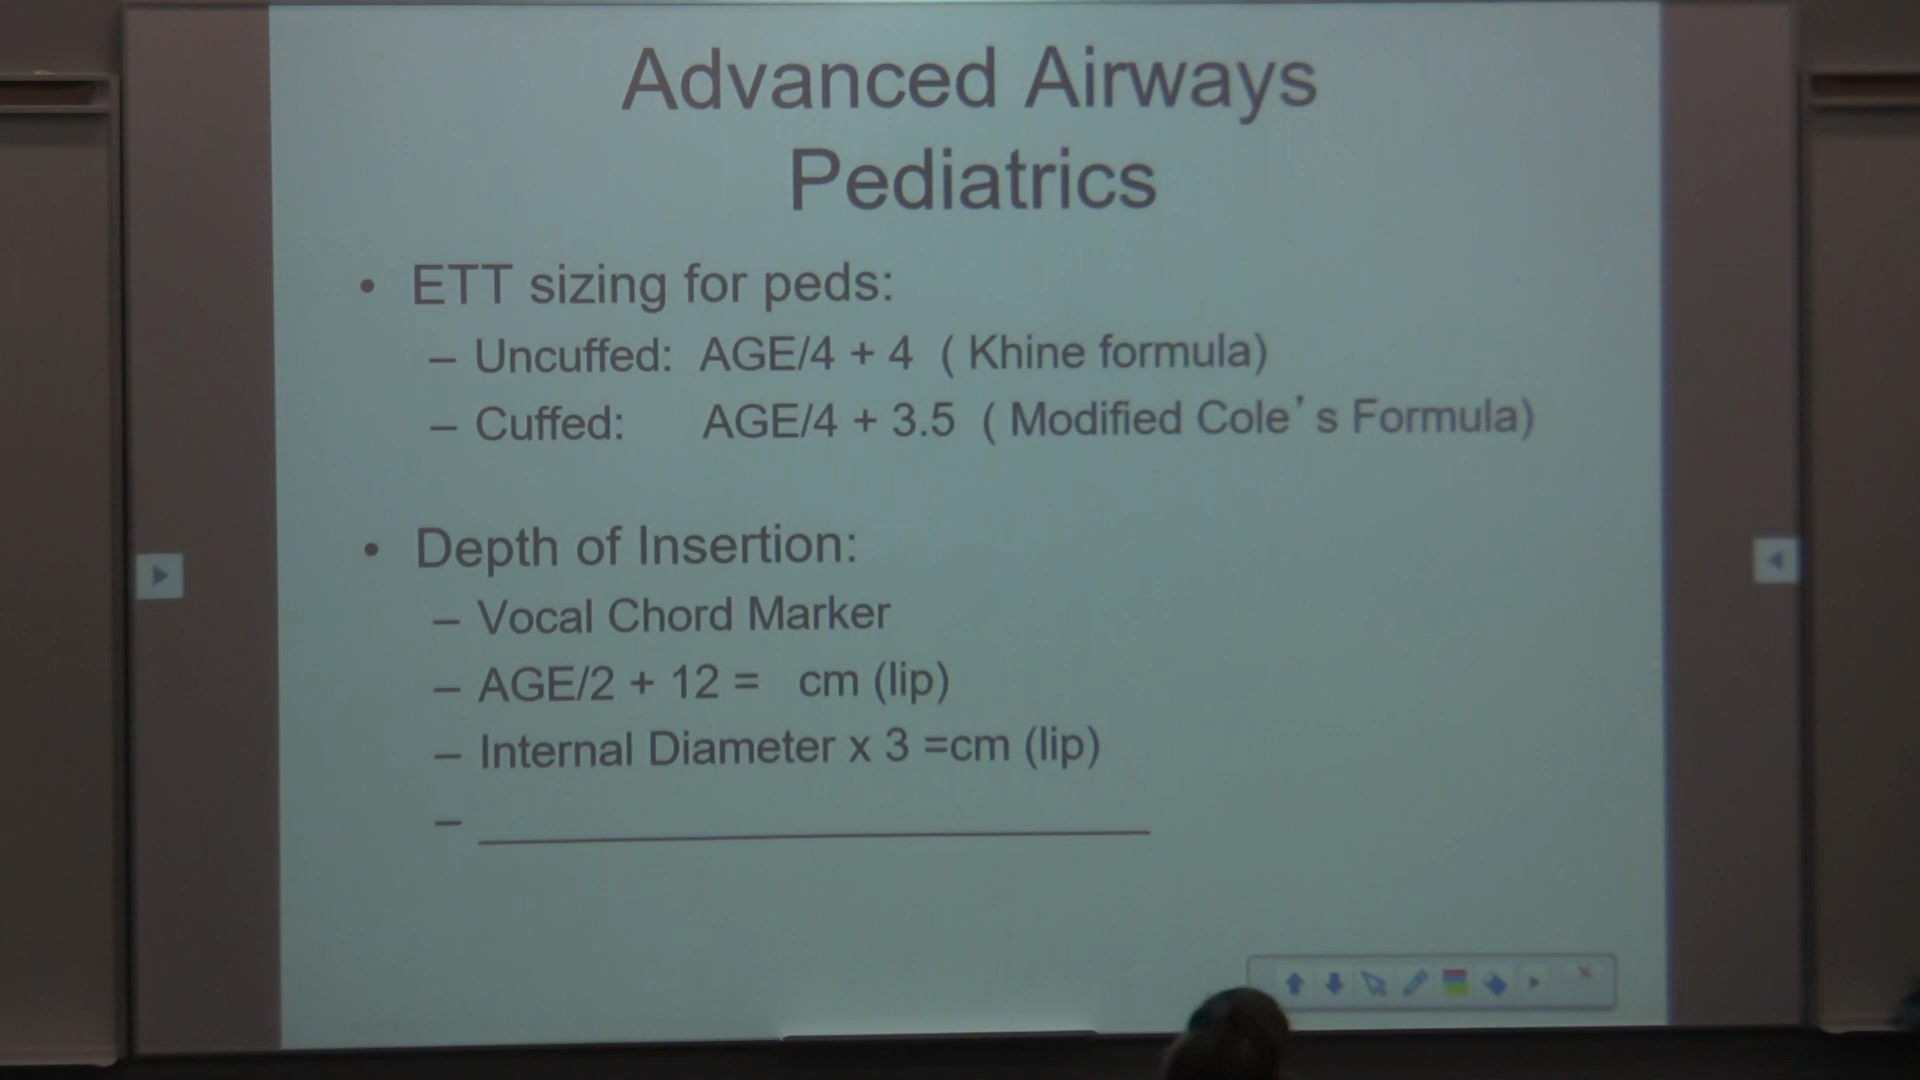 Advanced Airways
Pediatrics
• ETT sizing for peds:
– Uncuffed: AGE/4 + 4 ( Khine formula)
– Cuffed: AGE/4 + 3.5 ( Modified Cole’s Formula)
• Depth of Insertion:
– Vocal Chord Marker
– AGE/2 + 12 = cm (lip)
– Internal Diameter x 3 =cm (lip)
– ____________________